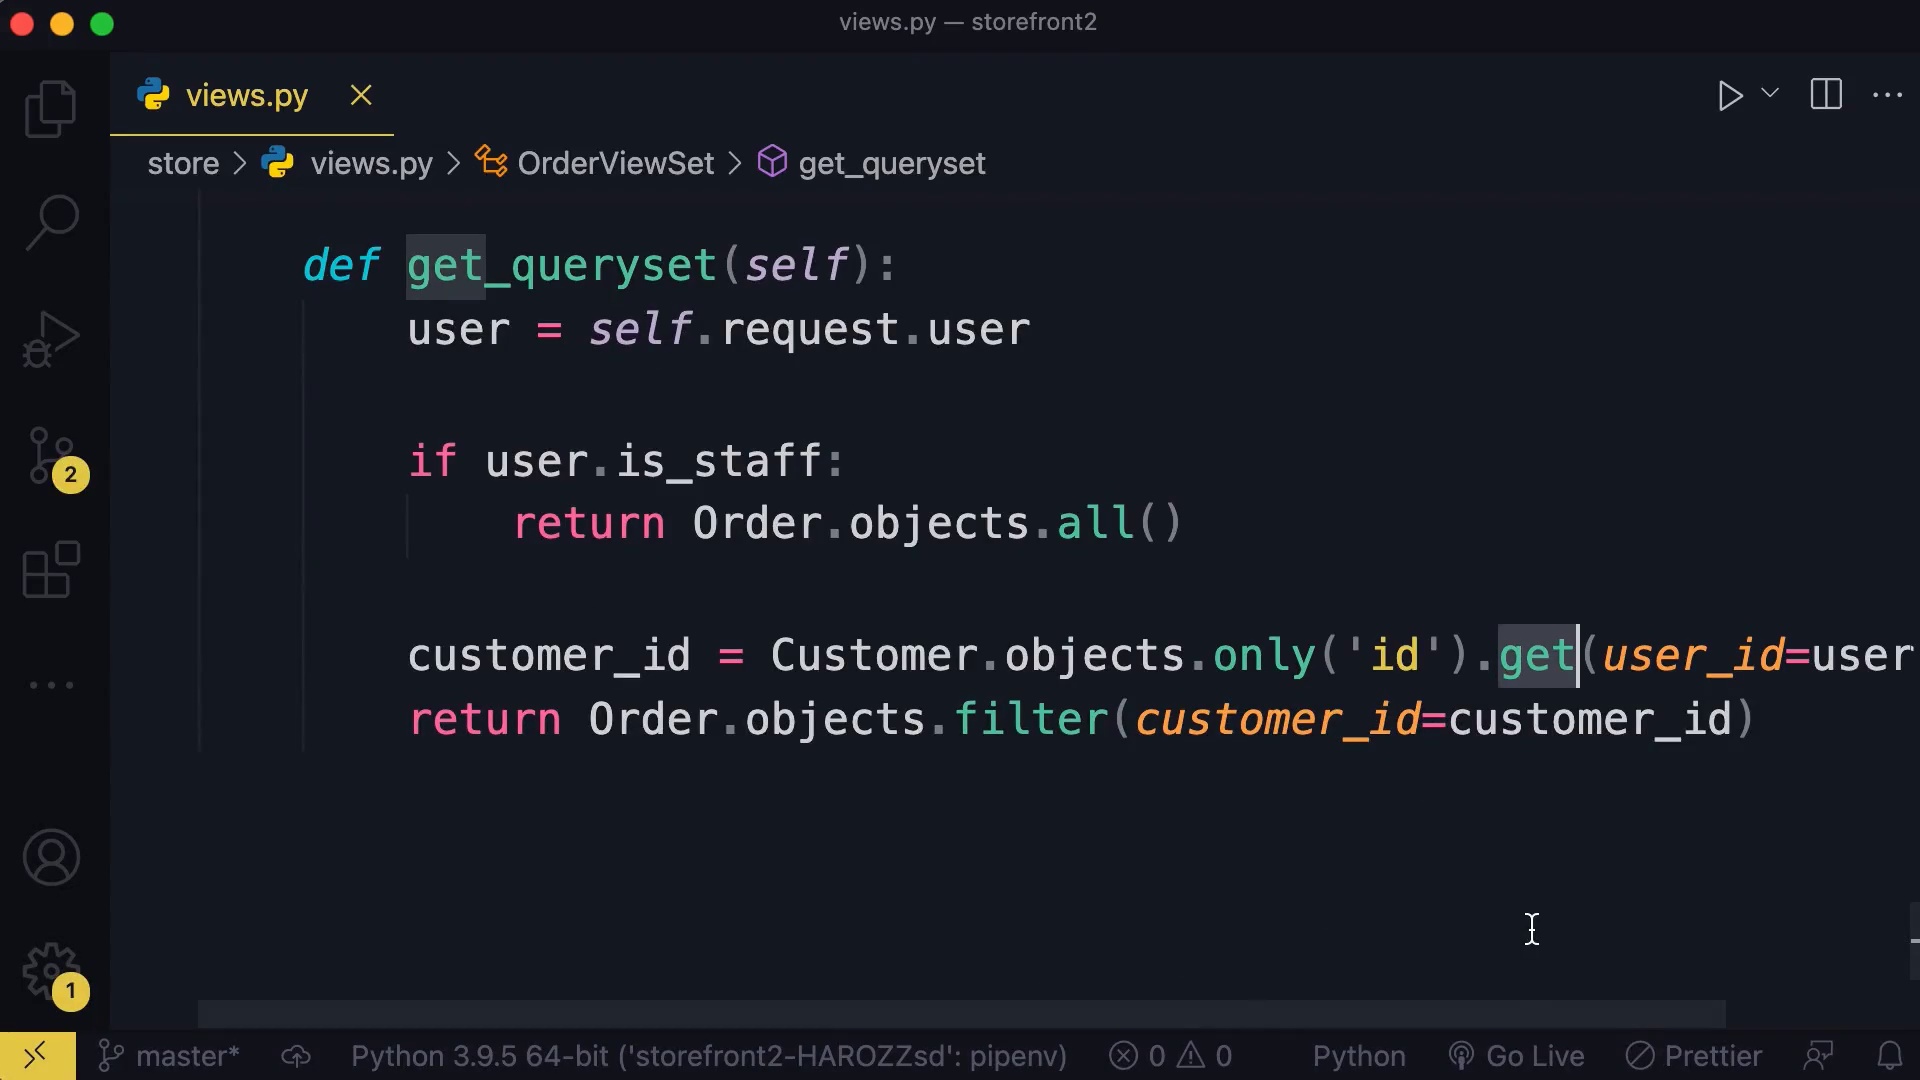 views.py — storefront2
views.py
store > views.py > OrderViewSet > get_queryset
def get_queryset(self):
user = self.request.user
if user.is_staff:
return Order.objects.all()
customer_id = Customer.objects.only('id').get(user_id=user
return Order.objects.filter(customer_id=customer_id)
2
1
master* Python 3.9.5 64-bit ('storefront2-HAROZZsd': pipenv) 0 0 Python Go Live Prettier